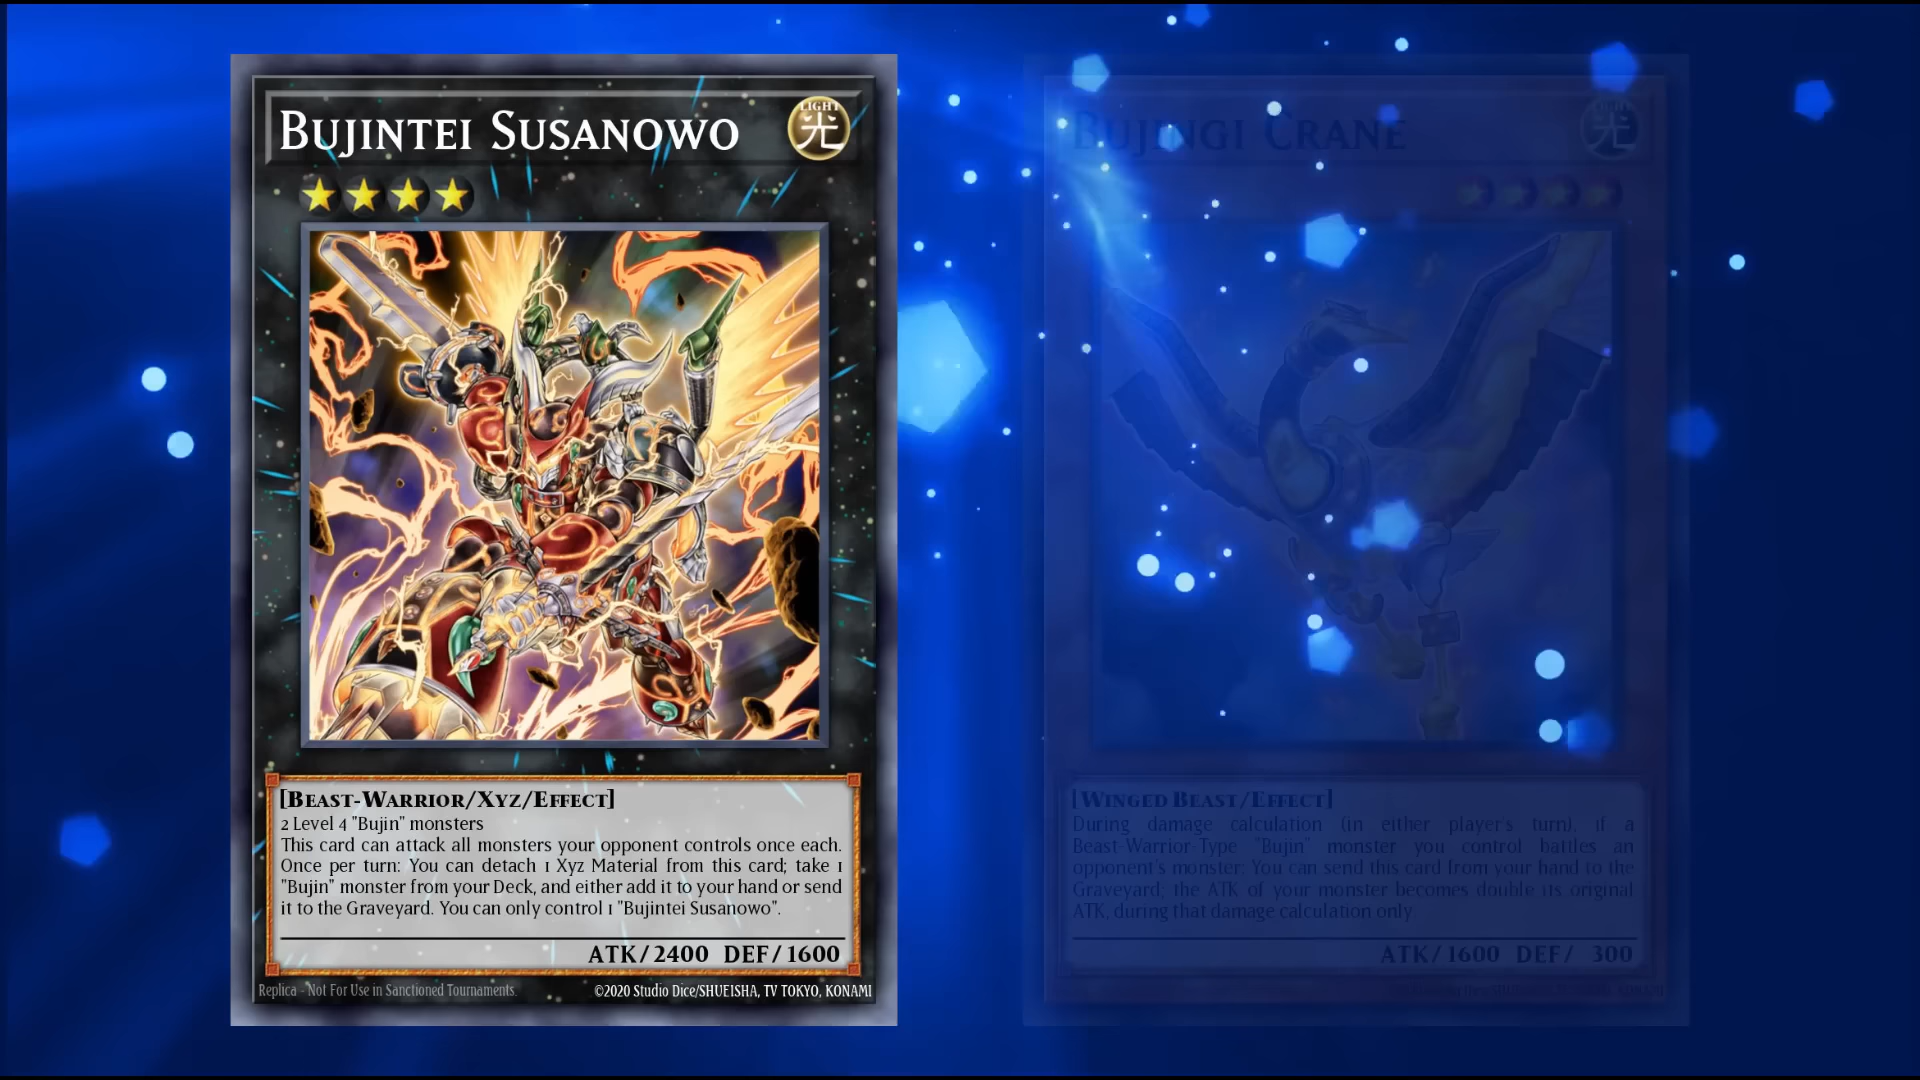 Bujintei Susanowo
LIGHT
光
[Beast-Warrior/Xyz/Effect]
2 Level 4 "Bujin" monsters
This card can attack all monsters your opponent controls once each.
Once per turn: You can detach 1 Xyz Material from this card; take 1
"Bujin" monster from your Deck, and either add it to your hand or send
it to the Graveyard. You can only control 1 "Bujintei Susanowo".
ATK/2400 DEF/1600
Replica - Not For Use in Sanctioned Tournaments.
©2020 Studio Dice/SHUEISHA, TV TOKYO, KONAMI
Bujingi Crane
LIGHT
光
[Winged Beast/Effect]
During damage calculation (in either player's turn), if a
Beast-Warrior-Type "Bujin" monster you control battles an
opponent's monster: You can send this card from your hand to the
Graveyard; the ATK of your monster becomes double its original
ATK, during that damage calculation only.
ATK/1600 DEF/ 300